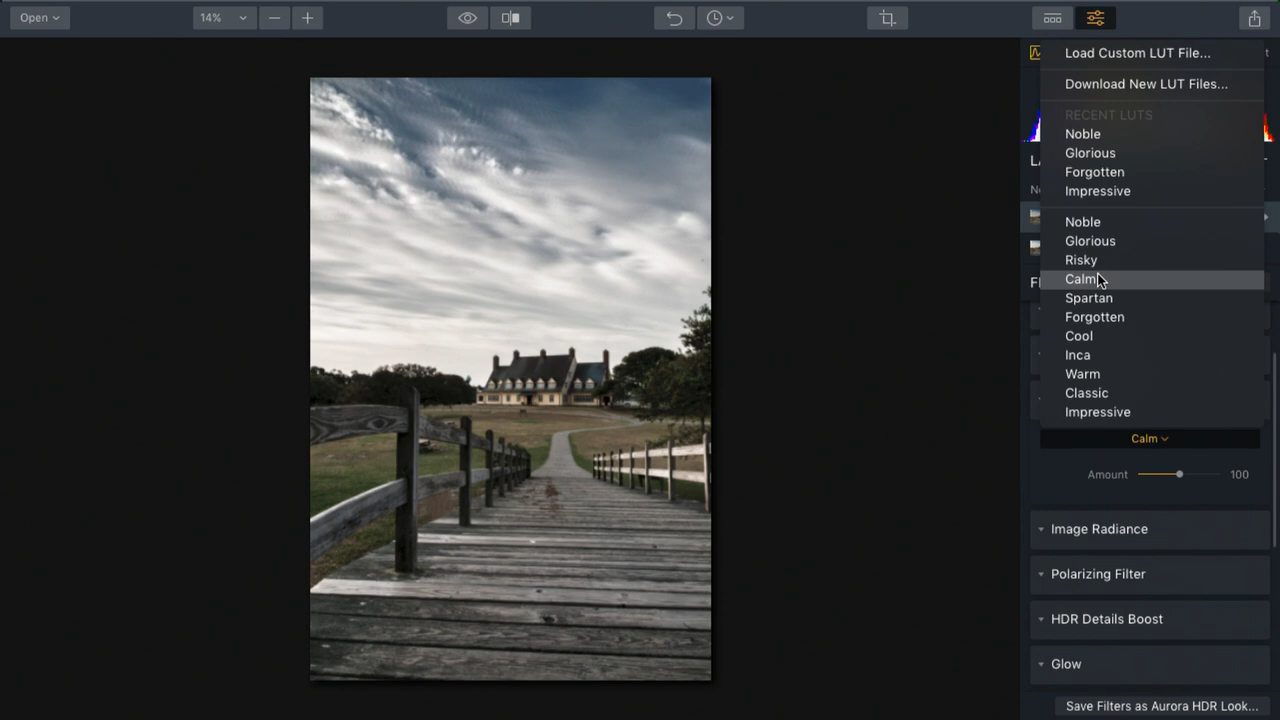 Open
14%
Load Custom LUT File...
Download New LUT Files...
RECENT LUTS
Noble
Glorious
Forgotten
Impressive
Noble
Glorious
Risky
Calm
Spartan
Forgotten
Cool
Inca
Warm
Classic
Impressive
Calm
Amount 100
Image Radiance
Polarizing Filter
HDR Details Boost
Glow
Save Filters as Aurora HDR Look...